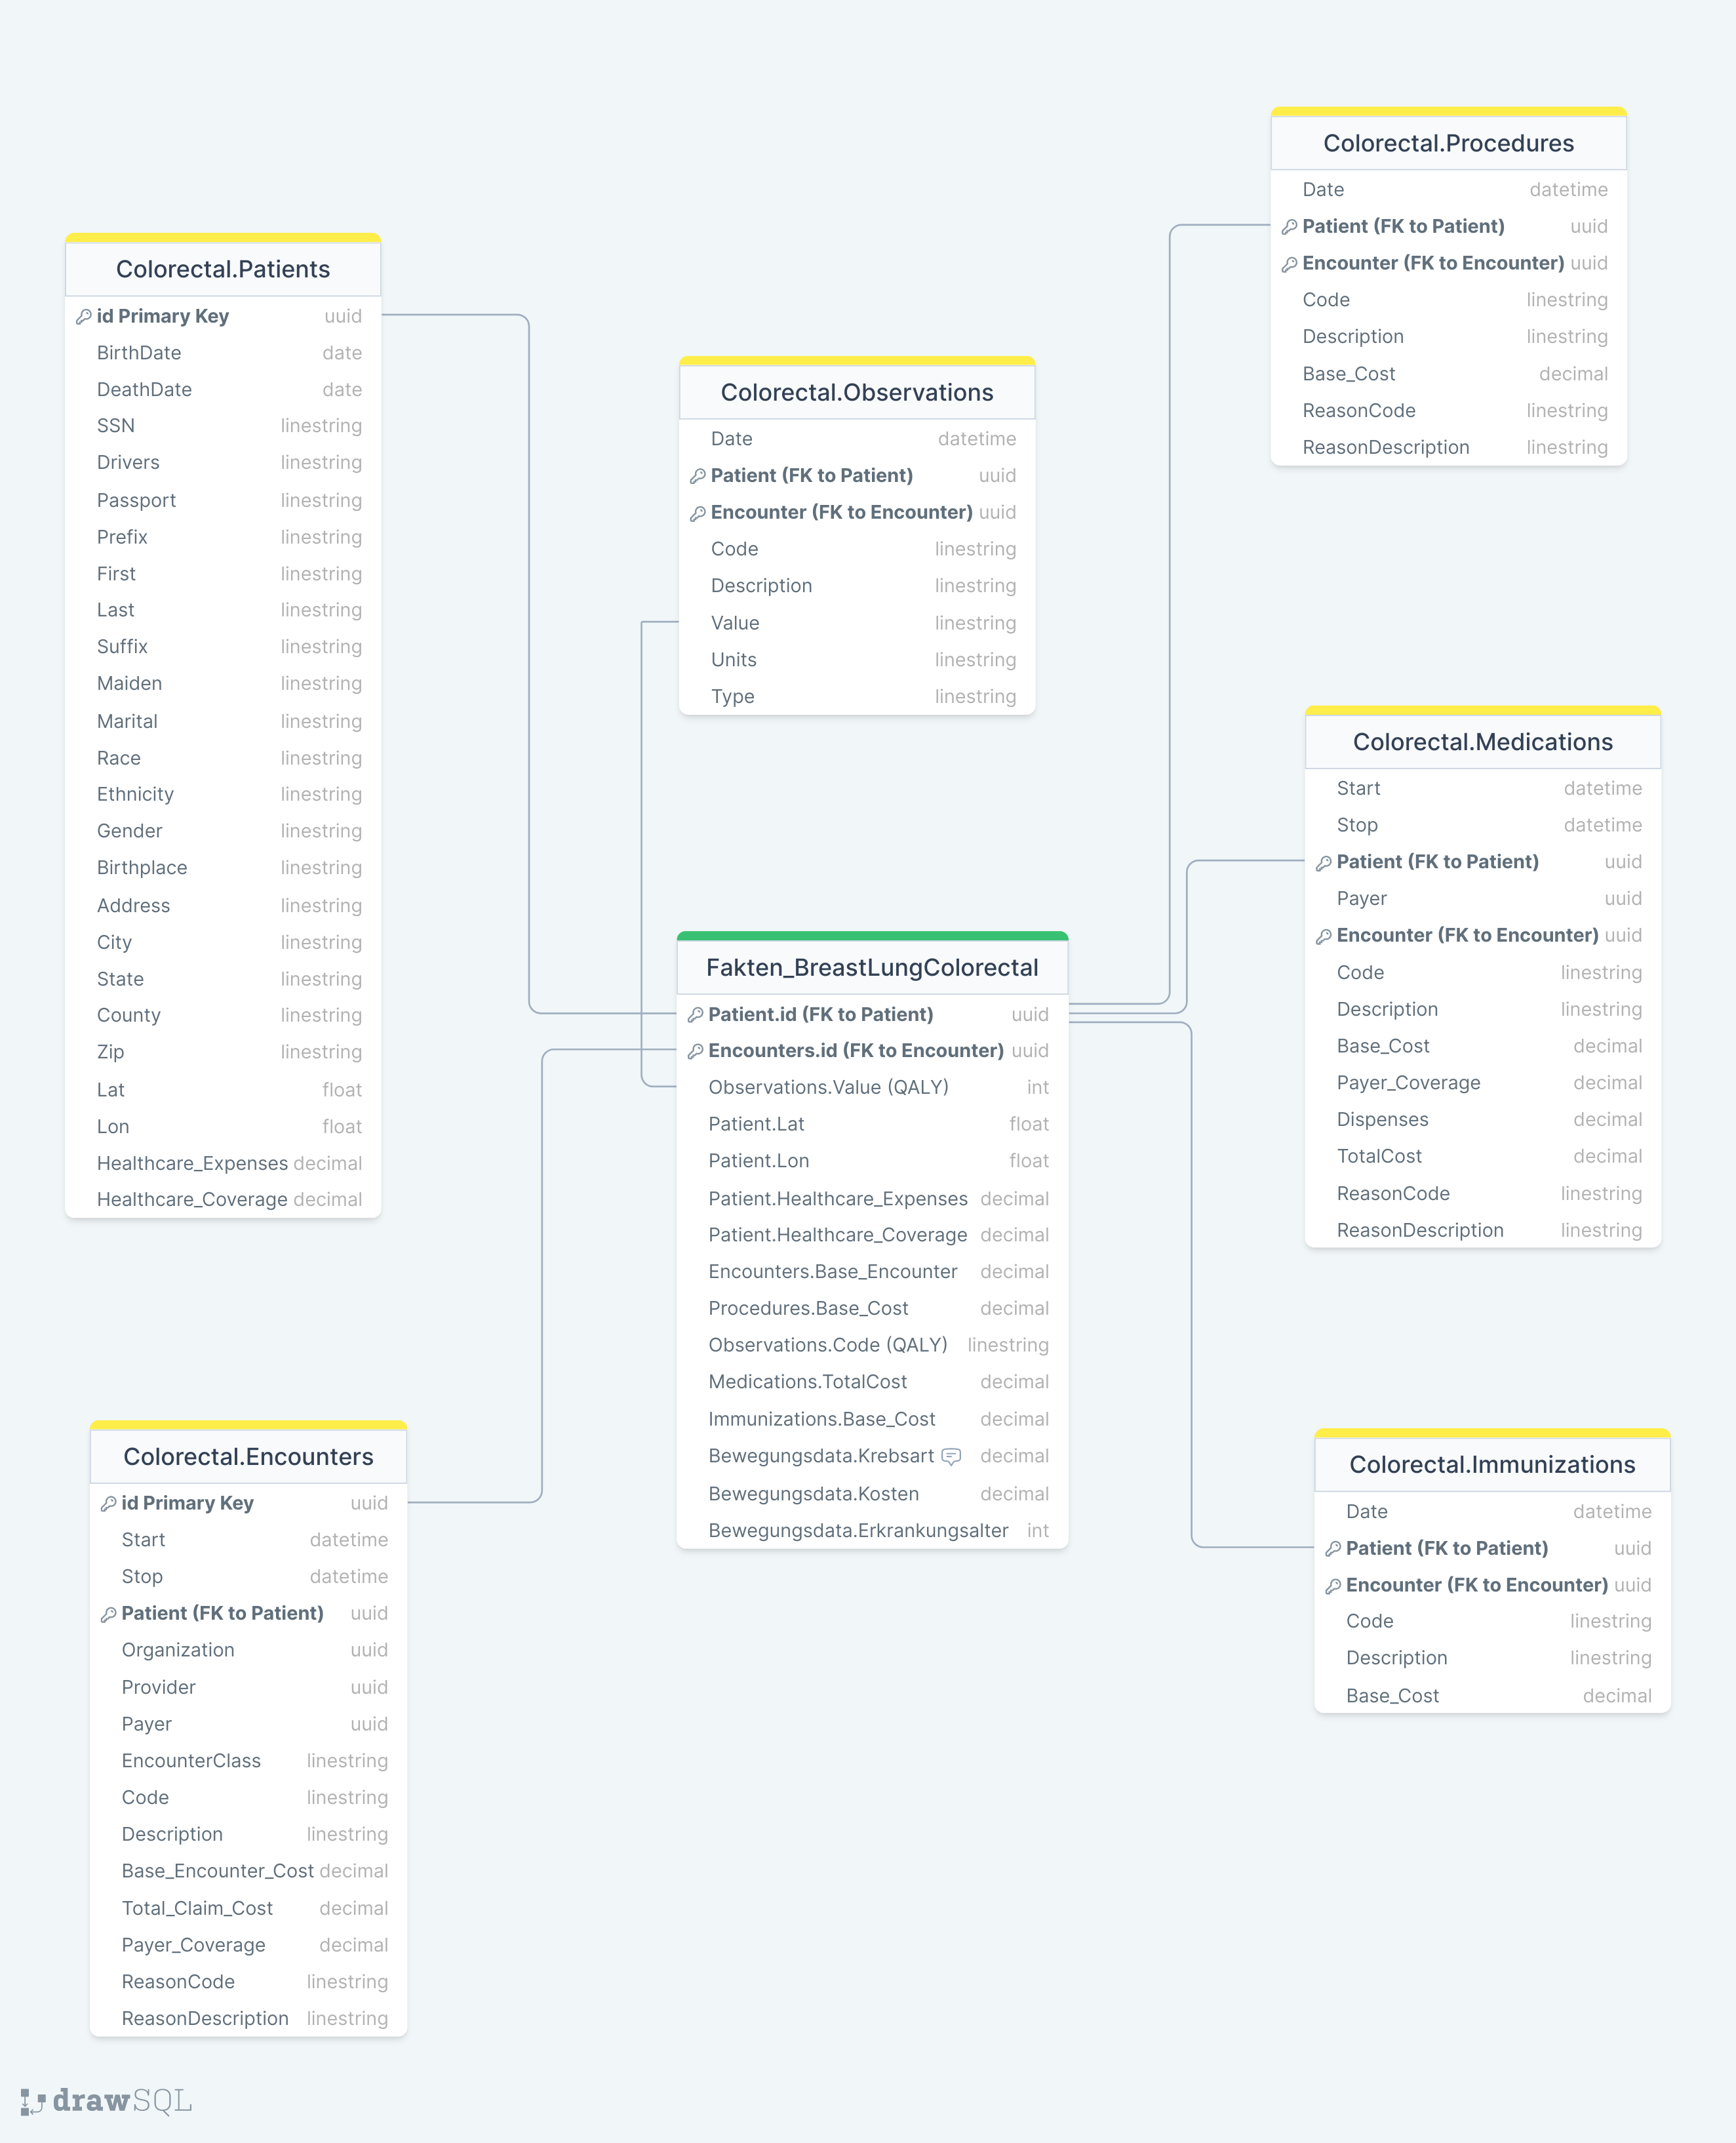 Colorectal.Patients
id Primary Key uuid
BirthDate date
DeathDate date
SSN linestring
Drivers linestring
Passport linestring
Prefix linestring
First linestring
Last linestring
Suffix linestring
Maiden linestring
Marital linestring
Race linestring
Ethnicity linestring
Gender linestring
Birthplace linestring
Address linestring
City linestring
State linestring
County linestring
Zip linestring
Lat float
Lon float
Healthcare_Expenses decimal
Healthcare_Coverage decimal
Colorectal.Encounters
id Primary Key uuid
Start datetime
Stop datetime
Patient (FK to Patient) uuid
Organization uuid
Provider uuid
Payer uuid
EncounterClass linestring
Code linestring
Description linestring
Base_Encounter_Cost decimal
Total_Claim_Cost decimal
Payer_Coverage decimal
ReasonCode linestring
ReasonDescription linestring
Colorectal.Observations
Date datetime
Patient (FK to Patient) uuid
Encounter (FK to Encounter) uuid
Code linestring
Description linestring
Value linestring
Units linestring
Type linestring
Fakten_BreastLungColorectal
Patient.id (FK to Patient) uuid
Encounters.id (FK to Encounter) uuid
Observations.Value (QALY) int
Patient.Lat float
Patient.Lon float
Patient.Healthcare_Expenses decimal
Patient.Healthcare_Coverage decimal
Encounters.Base_Encounter decimal
Procedures.Base_Cost decimal
Observations.Code (QALY) linestring
Medications.TotalCost decimal
Immunizations.Base_Cost decimal
Bewegungsdata.Krebsart decimal
Bewegungsdata.Kosten decimal
Bewegungsdata.Erkrankungsalter int
Colorectal.Procedures
Date datetime
Patient (FK to Patient) uuid
Encounter (FK to Encounter) uuid
Code linestring
Description linestring
Base_Cost decimal
ReasonCode linestring
ReasonDescription linestring
Colorectal.Medications
Start datetime
Stop datetime
Patient (FK to Patient) uuid
Payer uuid
Encounter (FK to Encounter) uuid
Code linestring
Description linestring
Base_Cost decimal
Payer_Coverage decimal
Dispenses decimal
TotalCost decimal
ReasonCode linestring
ReasonDescription linestring
Colorectal.Immunizations
Date datetime
Patient (FK to Patient) uuid
Encounter (FK to Encounter) uuid
Code linestring
Description linestring
Base_Cost decimal
drawSQL